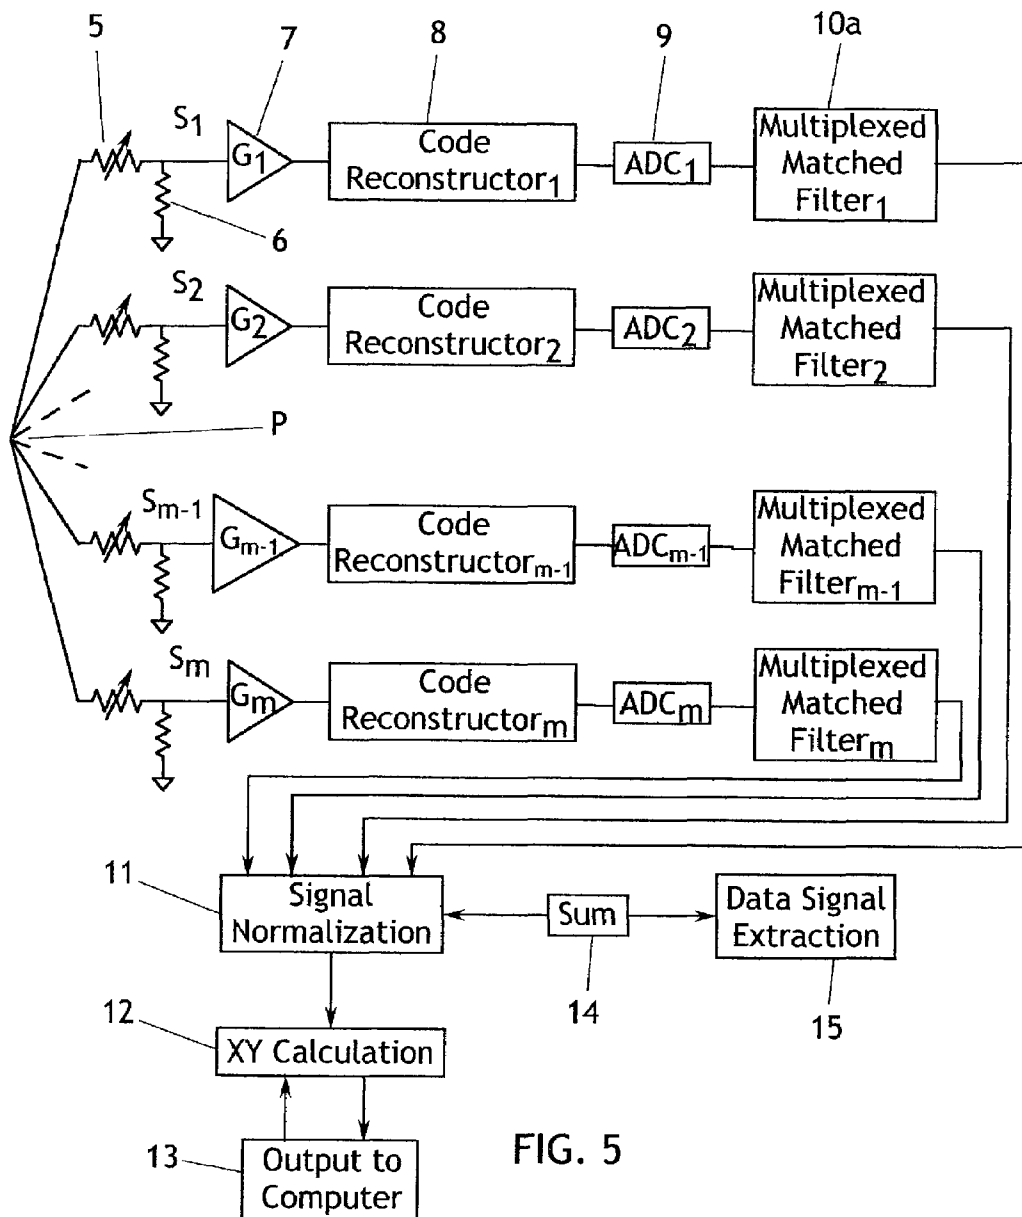 5
7
8
9
10a
S1
G1
Code
Reconstructor1
ADC1
Multiplexed
Matched
Filter1
6
S2
G2
Code
Reconstructor2
ADC2
Multiplexed
Matched
Filter2
P
Sm-1
Gm-1
Code
Reconstructorm-1
ADCm-1
Multiplexed
Matched
Filterm-1
Sm
Gm
Code
Reconstructorm
ADCm
Multiplexed
Matched
Filterm
11
Signal
Normalization
Sum
Data Signal
Extraction
14
15
12
XY Calculation
13
Output to
Computer
FIG. 5